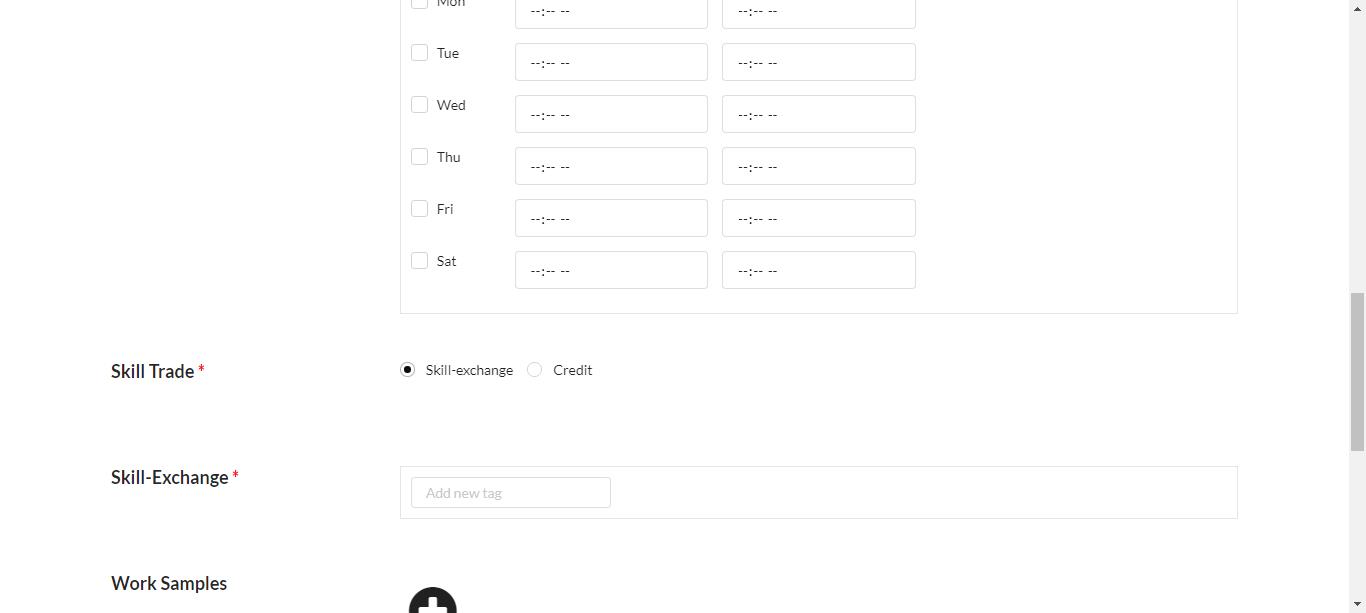 Mon --:-- -- --:-- --
Tue --:-- -- --:-- --
Wed --:-- -- --:-- --
Thu --:-- -- --:-- --
Fri --:-- -- --:-- --
Sat --:-- -- --:-- --
Skill Trade * Skill-exchange Credit
Skill-Exchange * Add new tag
Work Samples